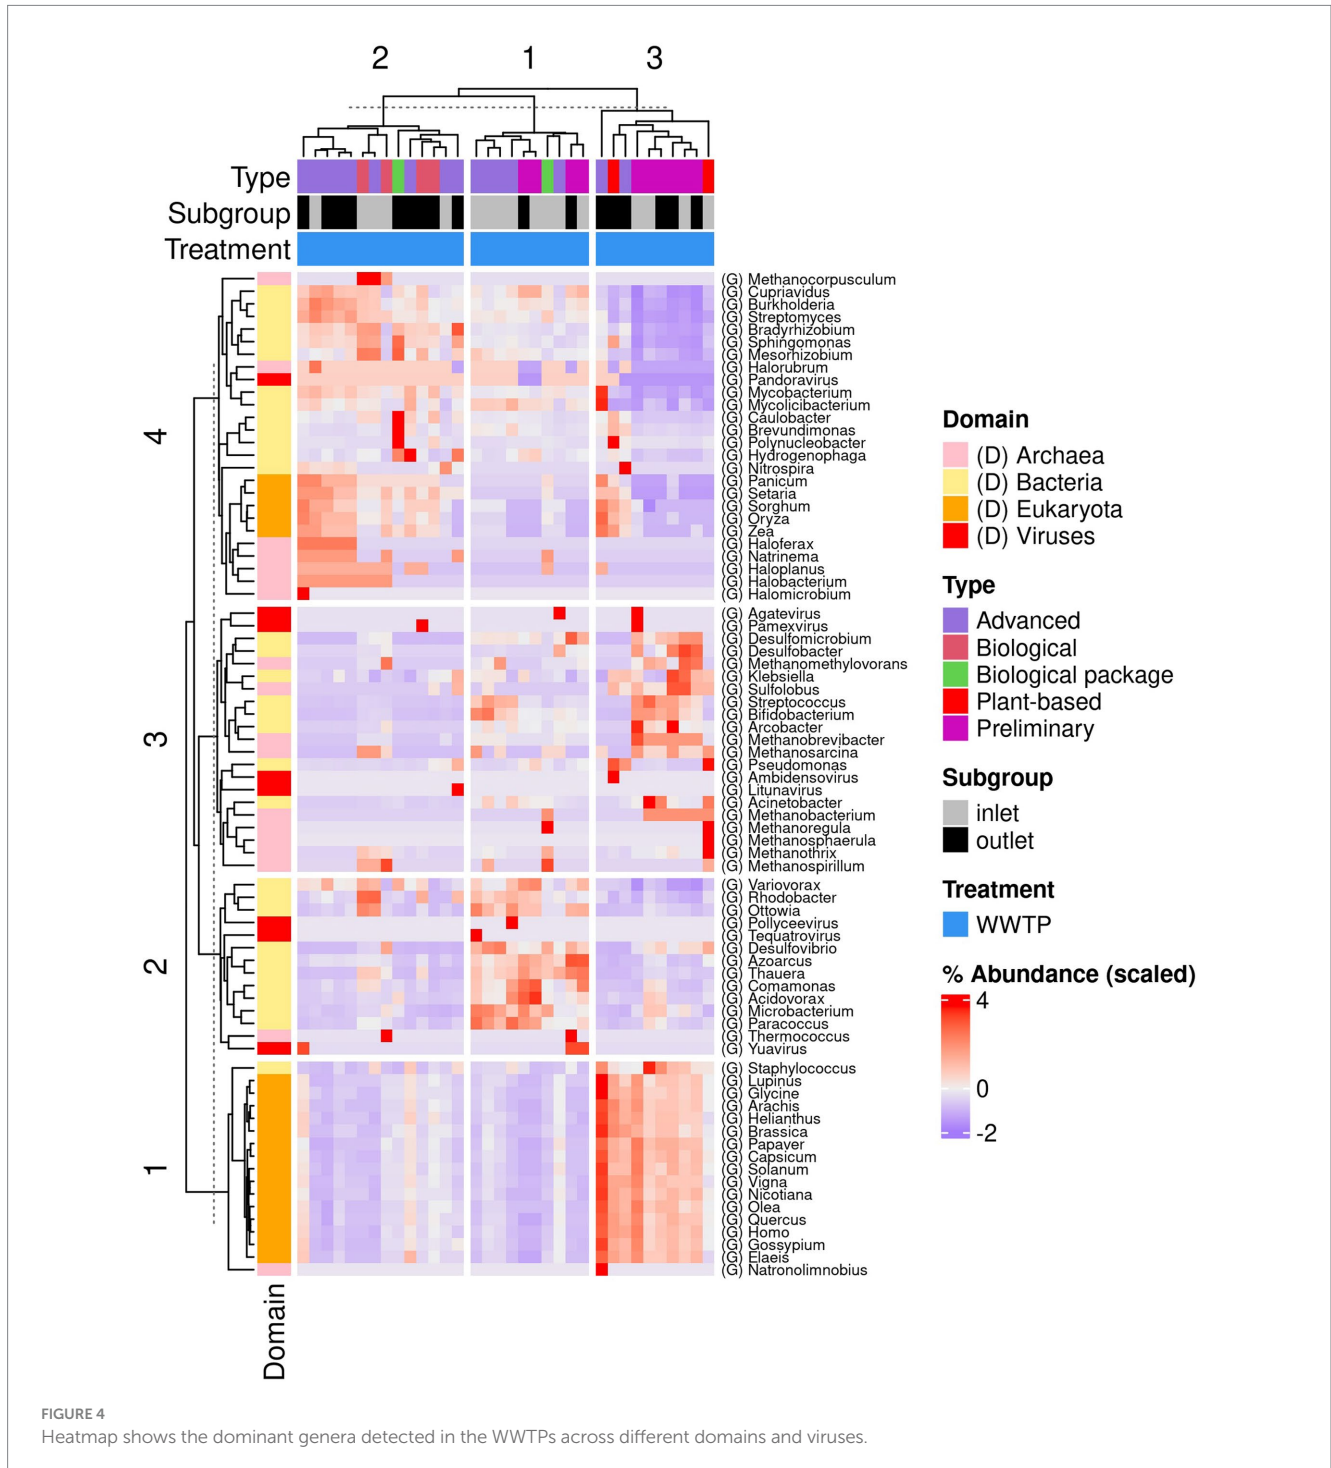 2 1 3
Type
Subgroup
Treatment
4
3
2
1
(G) Methanocorpusculum
(G) Cupriavidus
(G) Burkholderia
(G) Streptomyces
(G) Bradyrhizobium
(G) Sphingomonas
(G) Mesorhizobium
(G) Halorubrum
(G) Pandoravirus
(G) Mycobacterium
(G) Mycolicibacterium
(G) Caulobacter
(G) Brevundimonas
(G) Polynucleobacter
(G) Hydrogenophaga
(G) Nitrospira
(G) Panicum
(G) Setaria
(G) Sorghum
(G) Oryza
(G) Zea
(G) Haloferax
(G) Natrinema
(G) Haloplanus
(G) Halobacterium
(G) Halomicrobium
(G) Agatevirus
(G) Pamexvirus
(G) Desulfomicrobium
(G) Desulfobacter
(G) Methanomethylovorans
(G) Klebsiella
(G) Sulfolobus
(G) Streptococcus
(G) Bifidobacterium
(G) Arcobacter
(G) Methanobrevibacter
(G) Methanosarcina
(G) Pseudomonas
(G) Ambidensovirus
(G) Litunavirus
(G) Acinetobacter
(G) Methanobacterium
(G) Methanoregula
(G) Methanosphaerula
(G) Methanothrix
(G) Methanospirillum
(G) Variovorax
(G) Rhodobacter
(G) Ottowia
(G) Pollyceevirus
(G) Tequatrovirus
(G) Desulfovibrio
(G) Azoarcus
(G) Thauera
(G) Comamonas
(G) Acidovorax
(G) Microbacterium
(G) Paracoccus
(G) Thermococcus
(G) Yuavirus
(G) Staphylococcus
(G) Lupinus
(G) Glycine
(G) Arachis
(G) Helianthus
(G) Brassica
(G) Papaver
(G) Capsicum
(G) Solanum
(G) Vigna
(G) Nicotiana
(G) Olea
(G) Quercus
(G) Homo
(G) Gossypium
(G) Elaeis
(G) Natronolimnobius
Domain
Domain
(D) Archaea
(D) Bacteria
(D) Eukaryota
(D) Viruses
Type
Advanced
Biological
Biological package
Plant-based
Preliminary
Subgroup
inlet
outlet
Treatment
WWTP
% Abundance (scaled)
4
0
-2
FIGURE 4
Heatmap shows the dominant genera detected in the WWTPs across different domains and viruses.